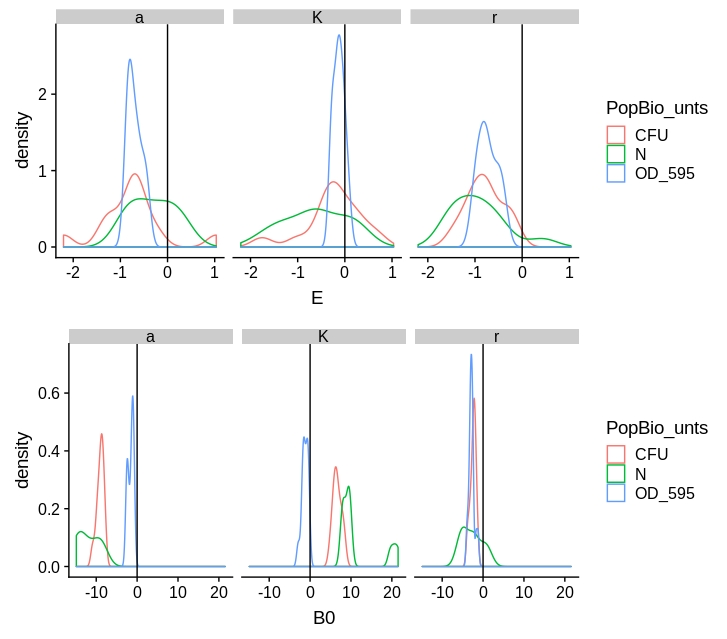 a K r
density
2
1
0
-2 -1 0 1 -2 -1 0 1 -2 -1 0 1
E
PopBio_unts
CFU
N
OD_595
a K r
density
0.6
0.4
0.2
0.0
-10 0 10 20 -10 0 10 20 -10 0 10 20
B0
PopBio_unts
CFU
N
OD_595